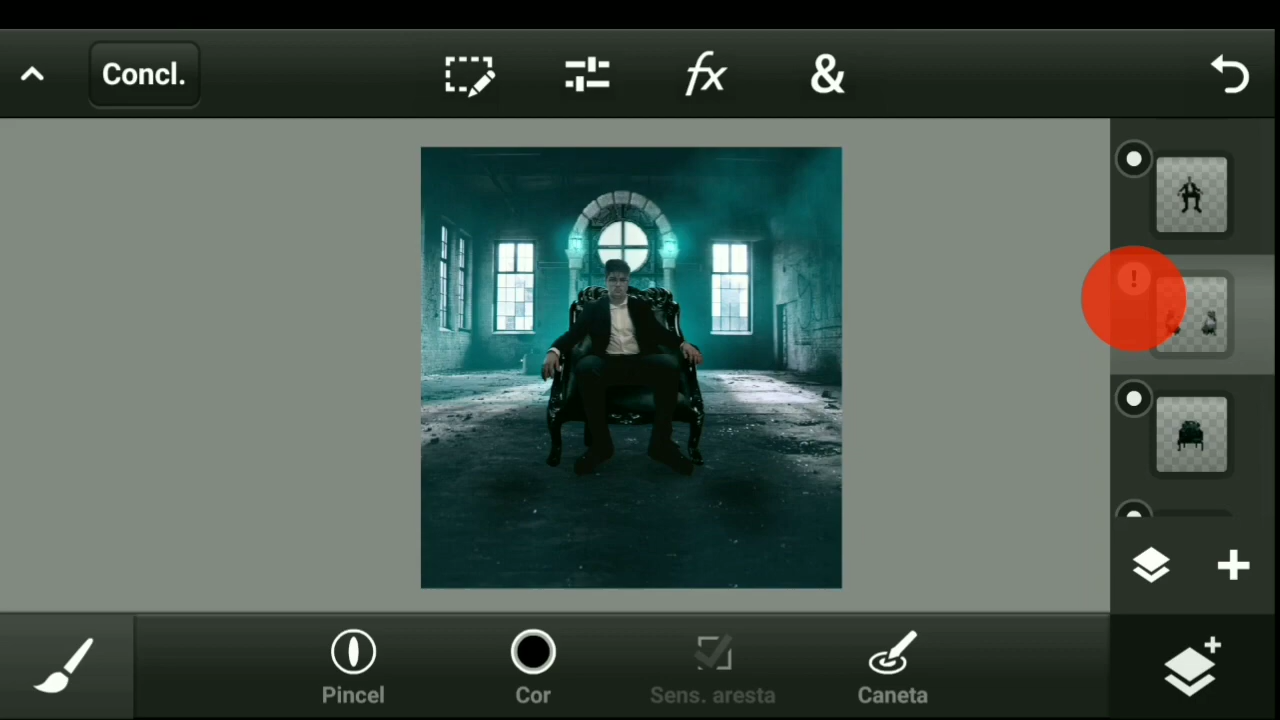 Concl.
fx
&
!
Pincel
Cor
Sens. aresta
Caneta